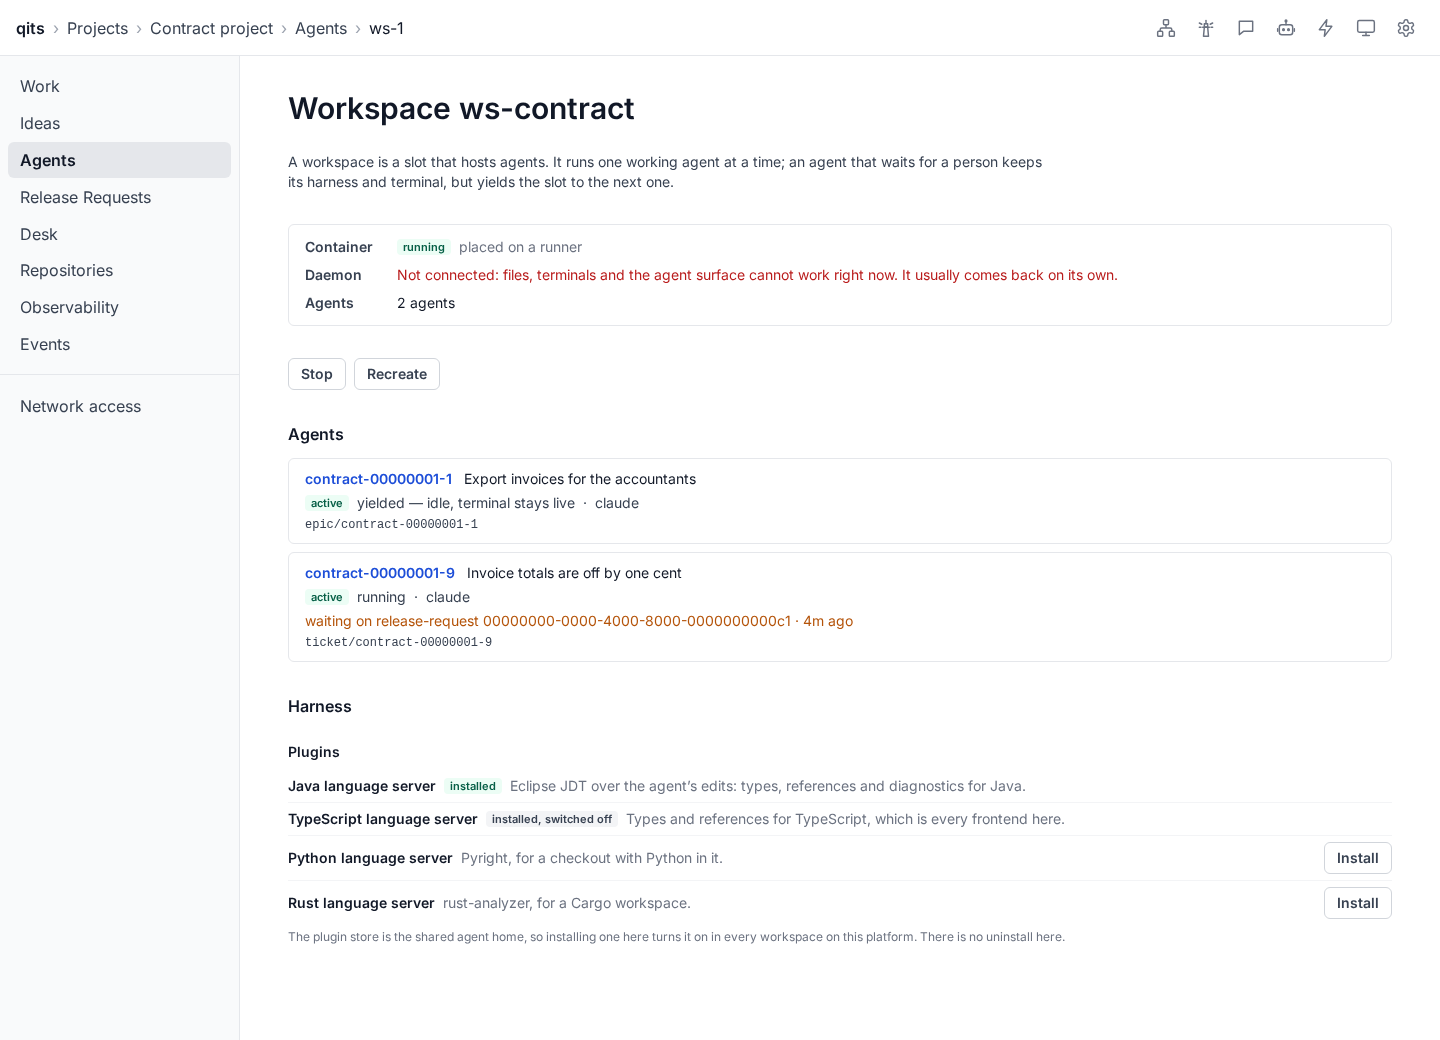 qits › Projects › Contract project › Agents › ws-1
Work
Ideas
Agents
Release Requests
Desk
Repositories
Observability
Events
Network access
Workspace ws-contract
A workspace is a slot that hosts agents. It runs one working agent at a time; an agent that waits for a person keeps
its harness and terminal, but yields the slot to the next one.
Container running placed on a runner
Daemon Not connected: files, terminals and the agent surface cannot work right now. It usually comes back on its own.
Agents 2 agents
Stop Recreate
Agents
contract-00000001-1 Export invoices for the accountants
active yielded — idle, terminal stays live · claude
epic/contract-00000001-1
contract-00000001-9 Invoice totals are off by one cent
active running · claude
waiting on release-request 00000000-0000-4000-8000-0000000000c1 · 4m ago
ticket/contract-00000001-9
Harness
Plugins
Java language server installed Eclipse JDT over the agent’s edits: types, references and diagnostics for Java.
TypeScript language server installed, switched off Types and references for TypeScript, which is every frontend here.
Python language server Pyright, for a checkout with Python in it. Install
Rust language server rust-analyzer, for a Cargo workspace. Install
The plugin store is the shared agent home, so installing one here turns it on in every workspace on this platform. There is no uninstall here.